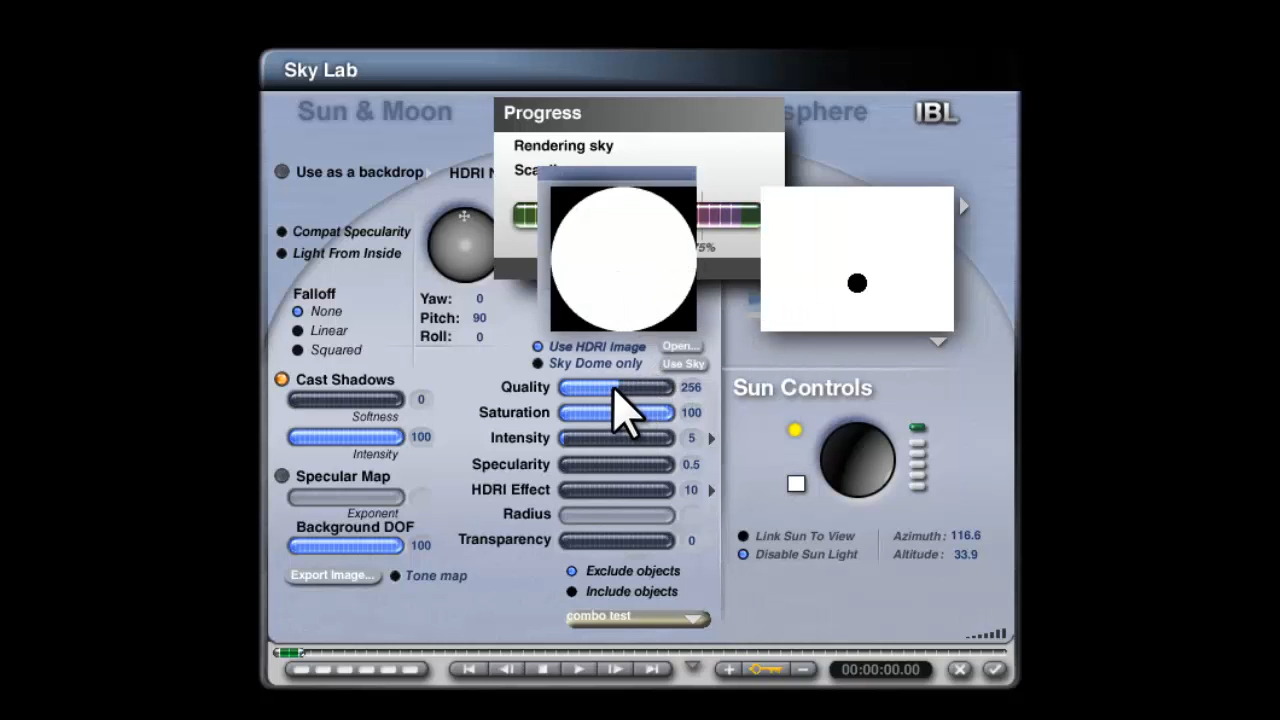 Sky Lab
Sun & Moon
sphere
IBL
Progress
Rendering sky
Use as a backdrop
HDRI
Compat Specularity
Light From Inside
75%
Falloff
None
Linear
Squared
Yaw: 0
Pitch: 90
Roll: 0
Use HDRI Image
Open...
Sky Dome only
Use Sky
Cast Shadows
0
Softness
100
Intensity
Specular Map
Exponent
Background DOF
100
Export Image...
Tone map
Quality 256
Saturation 100
Intensity 5
Specularity 0.5
HDRI Effect 10
Radius
Transparency 0
Exclude objects
Include objects
combo test
Sun Controls
Link Sun To View
Disable Sun Light
Azimuth: 116.6
Altitude: 33.9
00:00:00.00